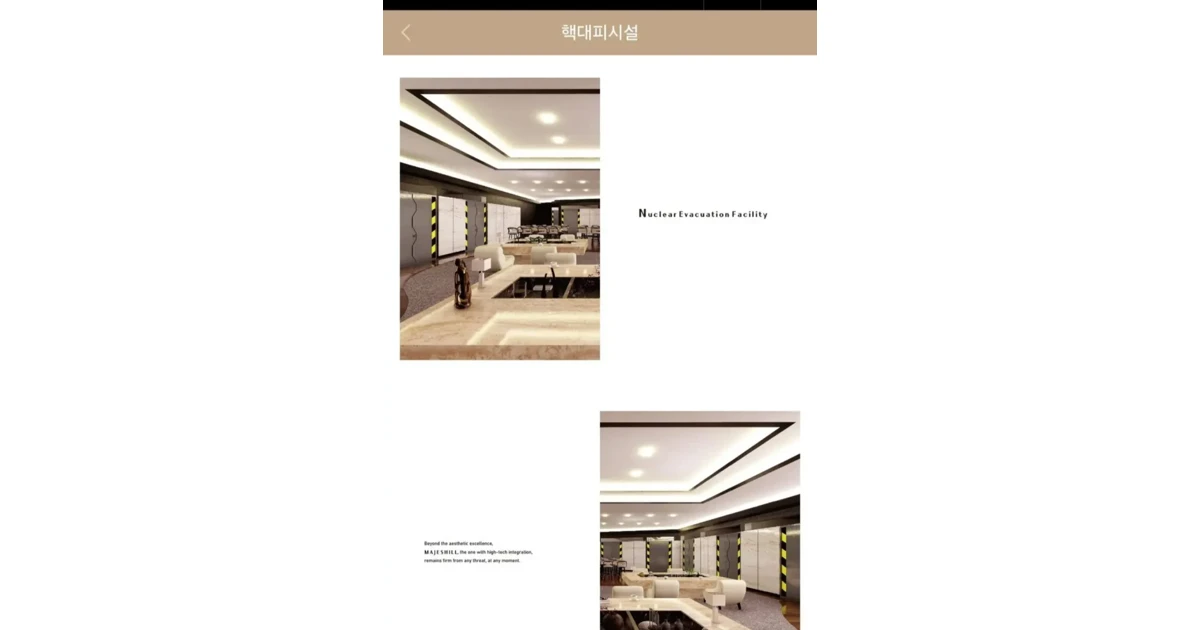 핵대피시설
Nuclear Evacuation Facility
Beyond the aesthetic excellence,
MAJESHILL, the one with high-tech integration,
remains firm from any threat, at any moment.